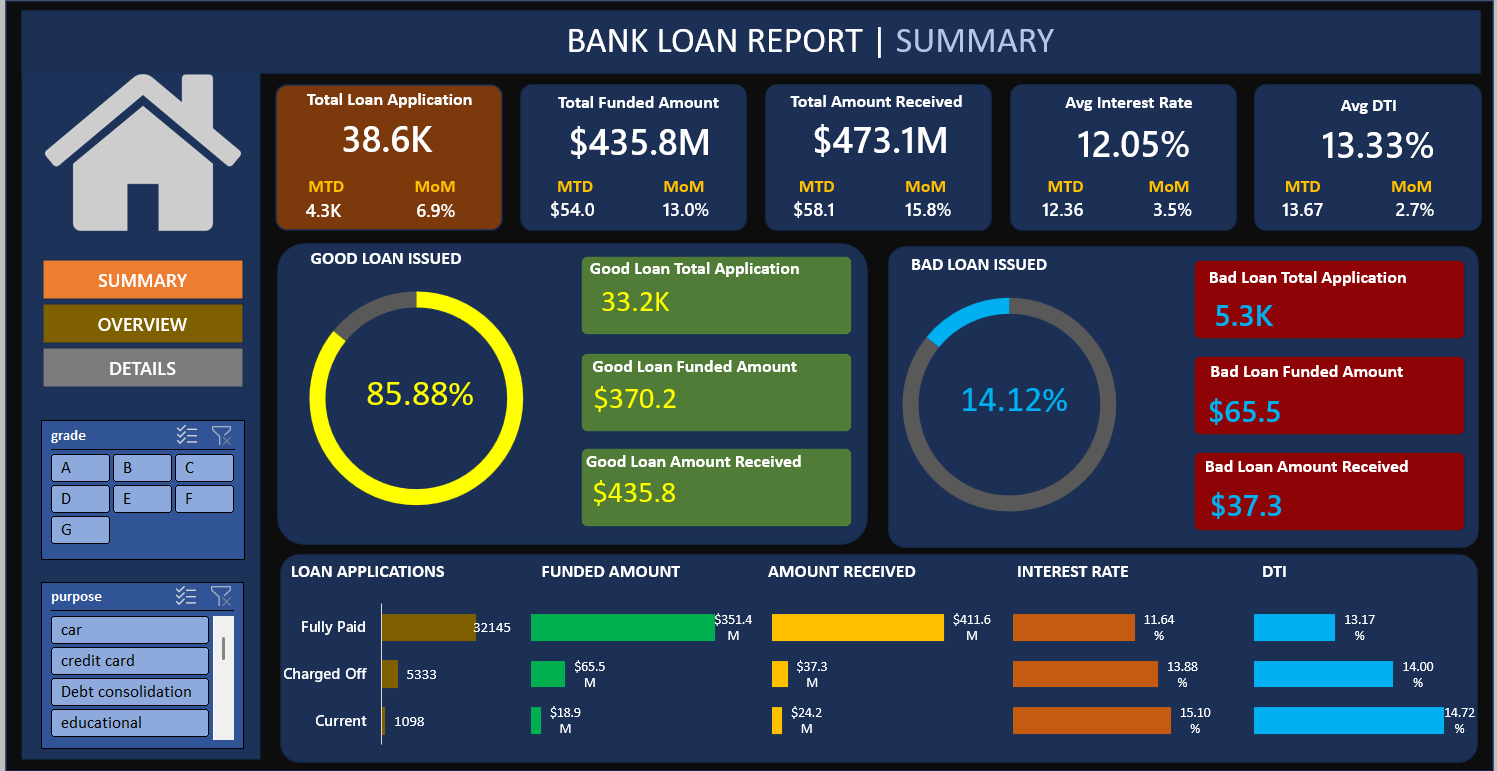 BANK LOAN REPORT | SUMMARY
Total Loan Application
38.6K
MTD MoM
4.3K 6.9%
Total Funded Amount
$435.8M
MTD MoM
$54.0 13.0%
Total Amount Received
$473.1M
MTD MoM
$58.1 15.8%
Avg Interest Rate
12.05%
MTD MoM
12.36 3.5%
Avg DTI
13.33%
MTD MoM
13.67 2.7%
SUMMARY
OVERVIEW
DETAILS
grade
A B C
D E F
G
purpose
car
credit card
Debt consolidation
educational
GOOD LOAN ISSUED
85.88%
Good Loan Total Application
33.2K
Good Loan Funded Amount
$370.2
Good Loan Amount Received
$435.8
BAD LOAN ISSUED
14.12%
Bad Loan Total Application
5.3K
Bad Loan Funded Amount
$65.5
Bad Loan Amount Received
$37.3
LOAN APPLICATIONS
Fully Paid 32145
Charged Off 5333
Current 1098
FUNDED AMOUNT
$351.4
M
$65.5
M
$18.9
M
AMOUNT RECEIVED
$411.6
M
$37.3
M
$24.2
M
INTEREST RATE
11.64
%
13.88
%
15.10
%
DTI
13.17
%
14.00
%
14.72
%